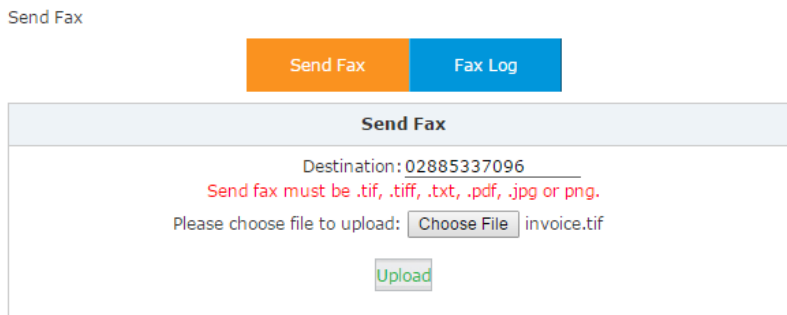 Send Fax
Send Fax Fax Log
Send Fax
Destination: 02885337096
Send fax must be .tif, .tiff, .txt, .pdf, .jpg or png.
Please choose file to upload: Choose File invoice.tif
Upload